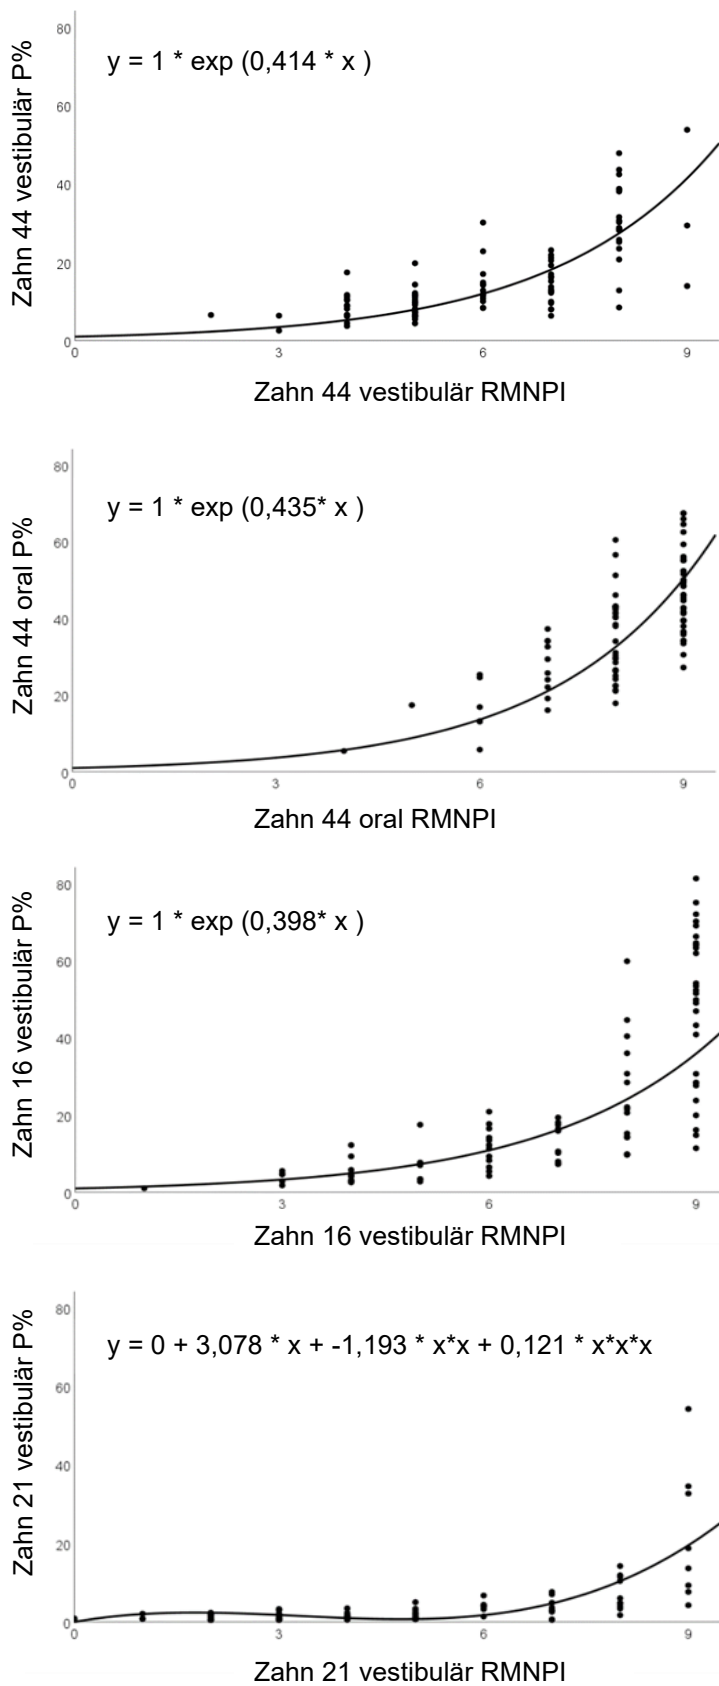 80
y = 1 * exp (0,414 * x )
60
40
20
0
0 3 6 9
Zahn 44 vestibulär P%
Zahn 44 vestibulär RMNPI
80
y = 1 * exp (0,435* x )
60
40
20
0
0 3 6 9
Zahn 44 oral P%
Zahn 44 oral RMNPI
80
y = 1 * exp (0,398* x )
60
40
20
0
0 3 6 9
Zahn 16 vestibulär P%
Zahn 16 vestibulär RMNPI
80
y = 0 + 3,078 * x + -1,193 * x*x + 0,121 * x*x*x
60
40
20
0
0 3 6 9
Zahn 21 vestibulär P%
Zahn 21 vestibulär RMNPI